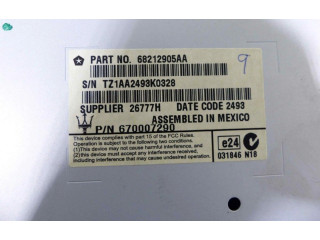 PART NO. 68212905AA
9
S/N TZ1AA2493K0328
SUPPLIER 26777H DATE CODE 2493
ASSEMBLED IN MEXICO
P/N 670007290
This device complies with part 15 of the FCC Rules.
Operation is subject to the following two conditions:
(1) This device may not cause harmful interference, and
(2) this device must accept any interference received,
including interference that may cause undesired operation.
e24
031846 N18